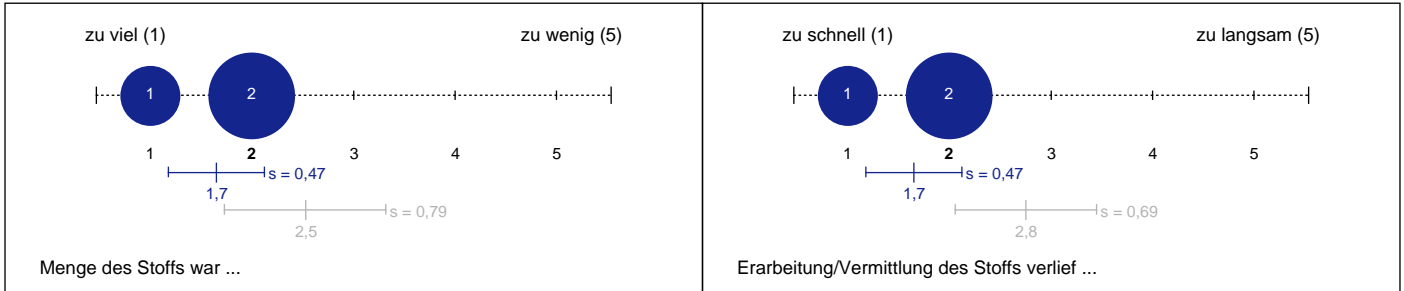 zu viel (1) zu wenig (5)
1 2
1 2 3 4 5
s = 0,47
1,7
s = 0,79
2,5
Menge des Stoffs war ...
zu schnell (1) zu langsam (5)
1 2
1 2 3 4 5
s = 0,47
1,7
s = 0,69
2,8
Erarbeitung/Vermittlung des Stoffs verlief ...